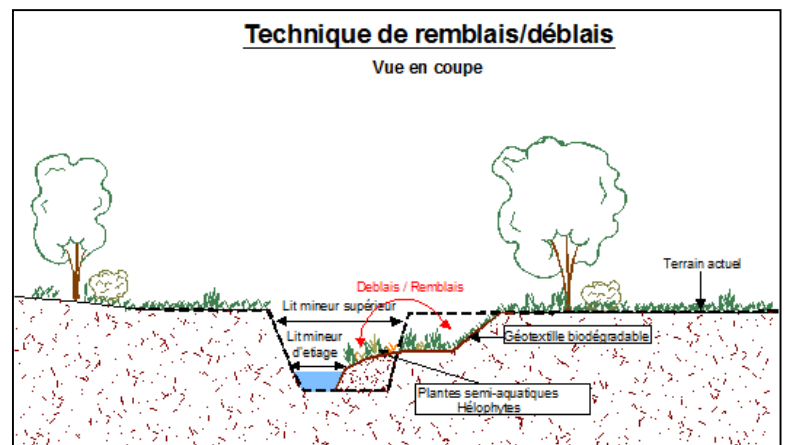 Technique de remblais/déblais
Vue en coupe
Terrain actuel
Deblais / Remblais
Lit mineur supérieur
Lit mineur
d'etiage
Géotextille biodégradable
Plantes semi-aquatiques
Hélophytes